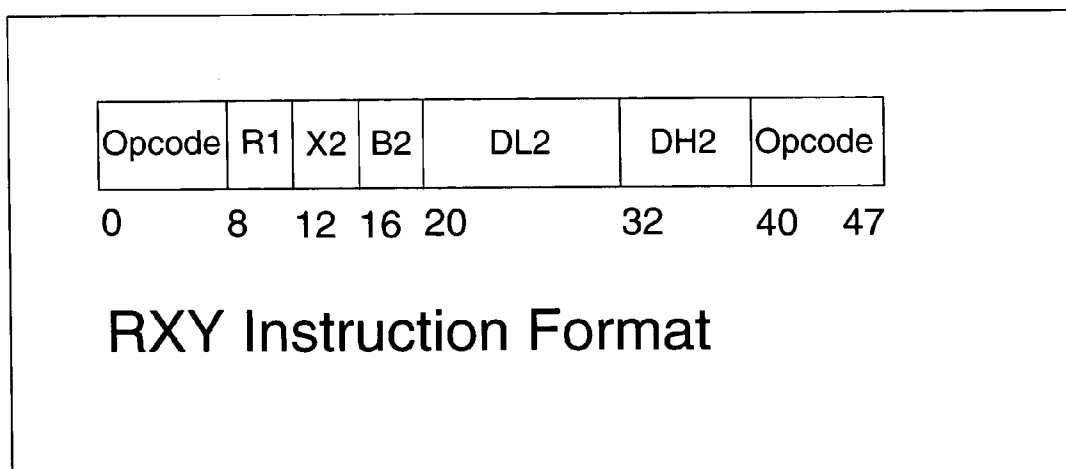 Opcode R1 X2 B2 DL2 DH2 Opcode
0 8 12 16 20 32 40 47
RXY Instruction Format